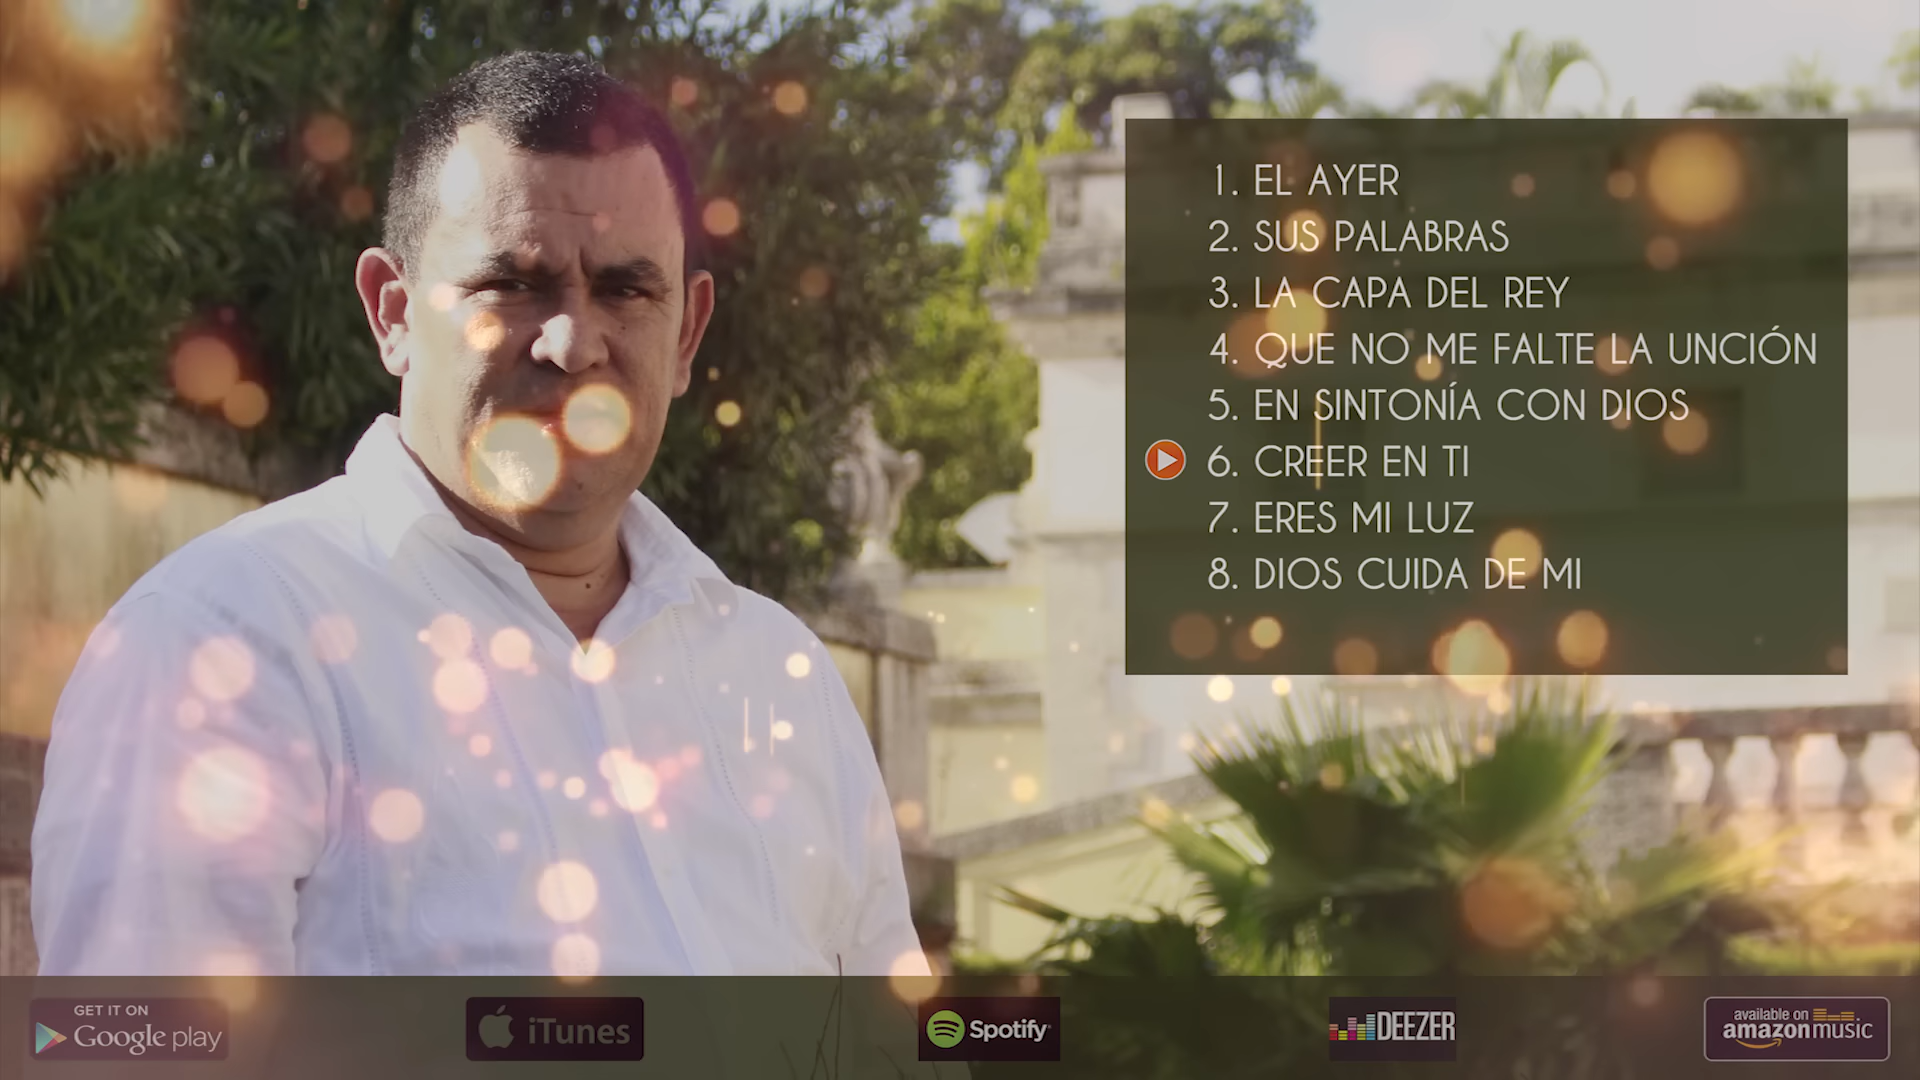 1. EL AYER
2. SUS PALABRAS
3. LA CAPA DEL REY
4. QUE NO ME FALTE LA UNCIÓN
5. EN SINTONÍA CON DIOS
6. CREER EN TI
7. ERES MI LUZ
8. DIOS CUIDA DE MI
GET IT ON
Google play
iTunes
Spotify
DEEZER
available on
amazonmusic